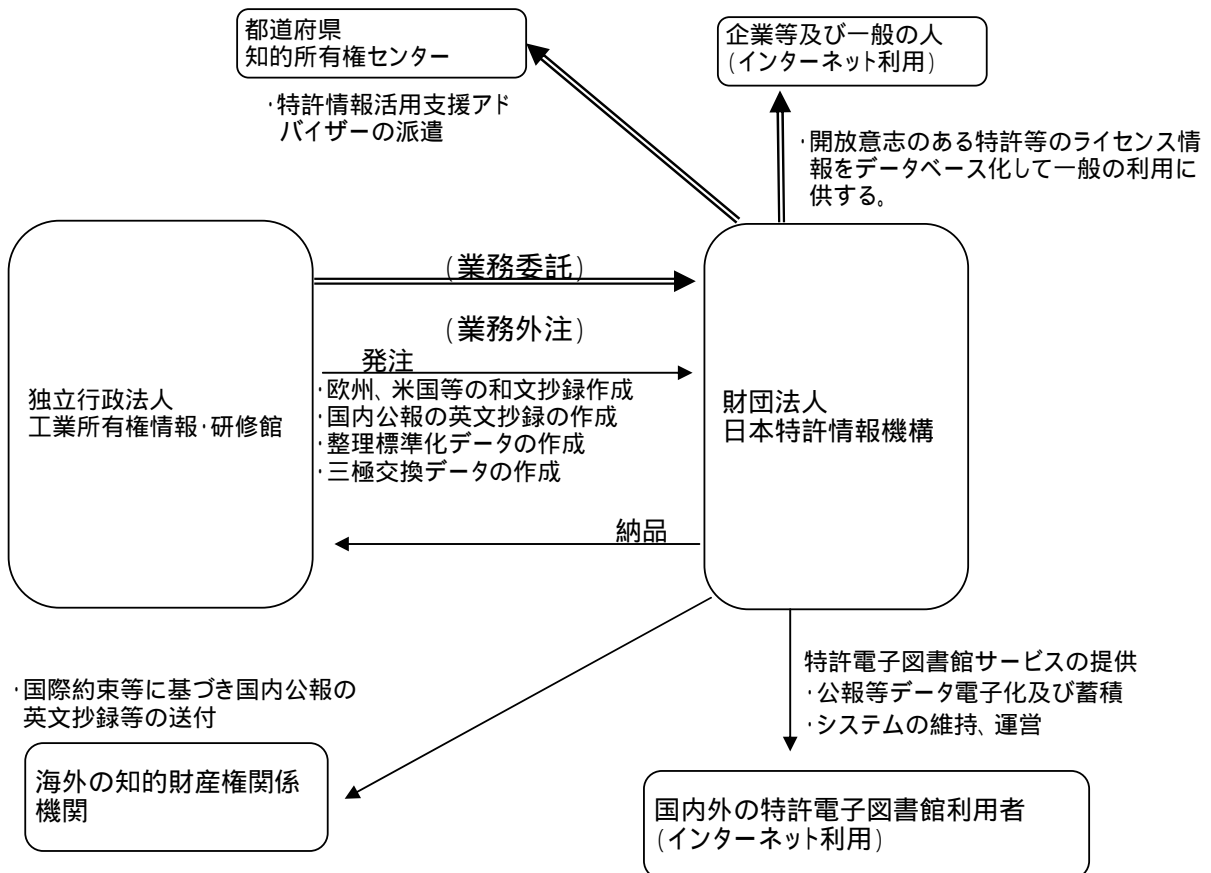 都道府県
知的所有権センター
企業等及び一般の人
(インターネット利用)
・特許情報活用支援アド
バイザーの派遣
・開放意志のある特許等のライセンス情
報をデータベース化して一般の利用に
供する。
(業務委託)
(業務外注)
発注
・欧州、米国等の和文抄録作成
・国内公報の英文抄録の作成
・整理標準化データの作成
・三極交換データの作成
独立行政法人
工業所有権情報・研修館
財団法人
日本特許情報機構
納品
特許電子図書館サービスの提供
・公報等データ電子化及び蓄積
・システムの維持、運営
・国際約束等に基づき国内公報の
英文抄録等の送付
海外の知的財産権関係
機関
国内外の特許電子図書館利用者
(インターネット利用)